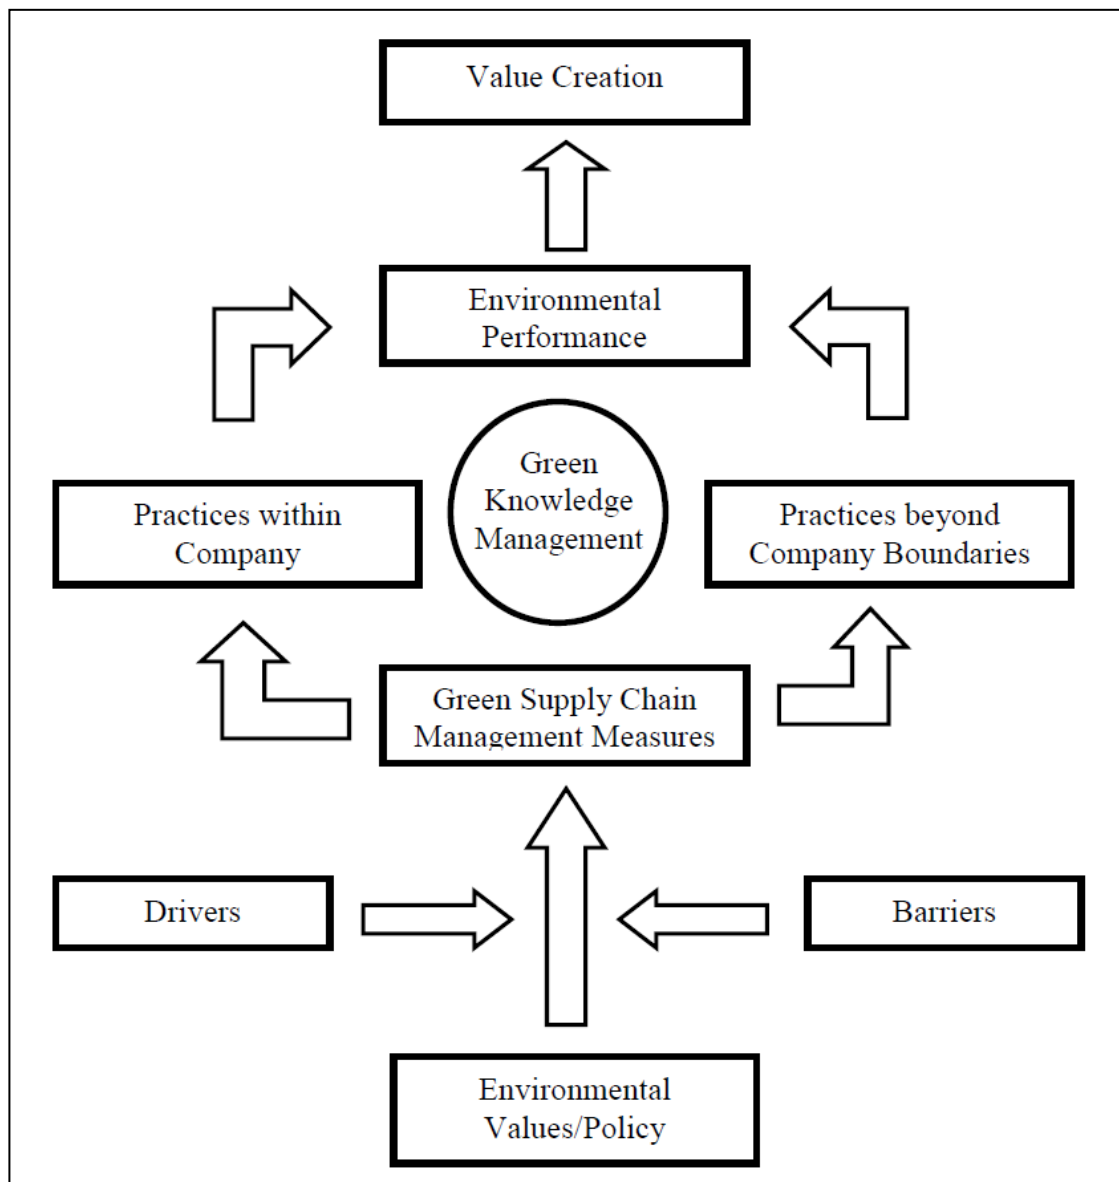 Value Creation
Environmental
Performance
Green
Knowledge
Management
Practices within
Company
Practices beyond
Company Boundaries
Green Supply Chain
Management Measures
Drivers
Barriers
Environmental
Values/Policy